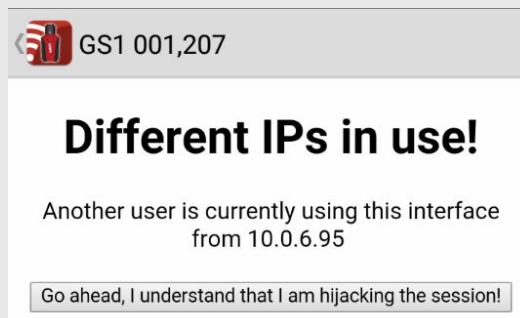 GS1 001,207
Different IPs in use!
Another user is currently using this interface
from 10.0.6.95
Go ahead, I understand that I am hijacking the session!